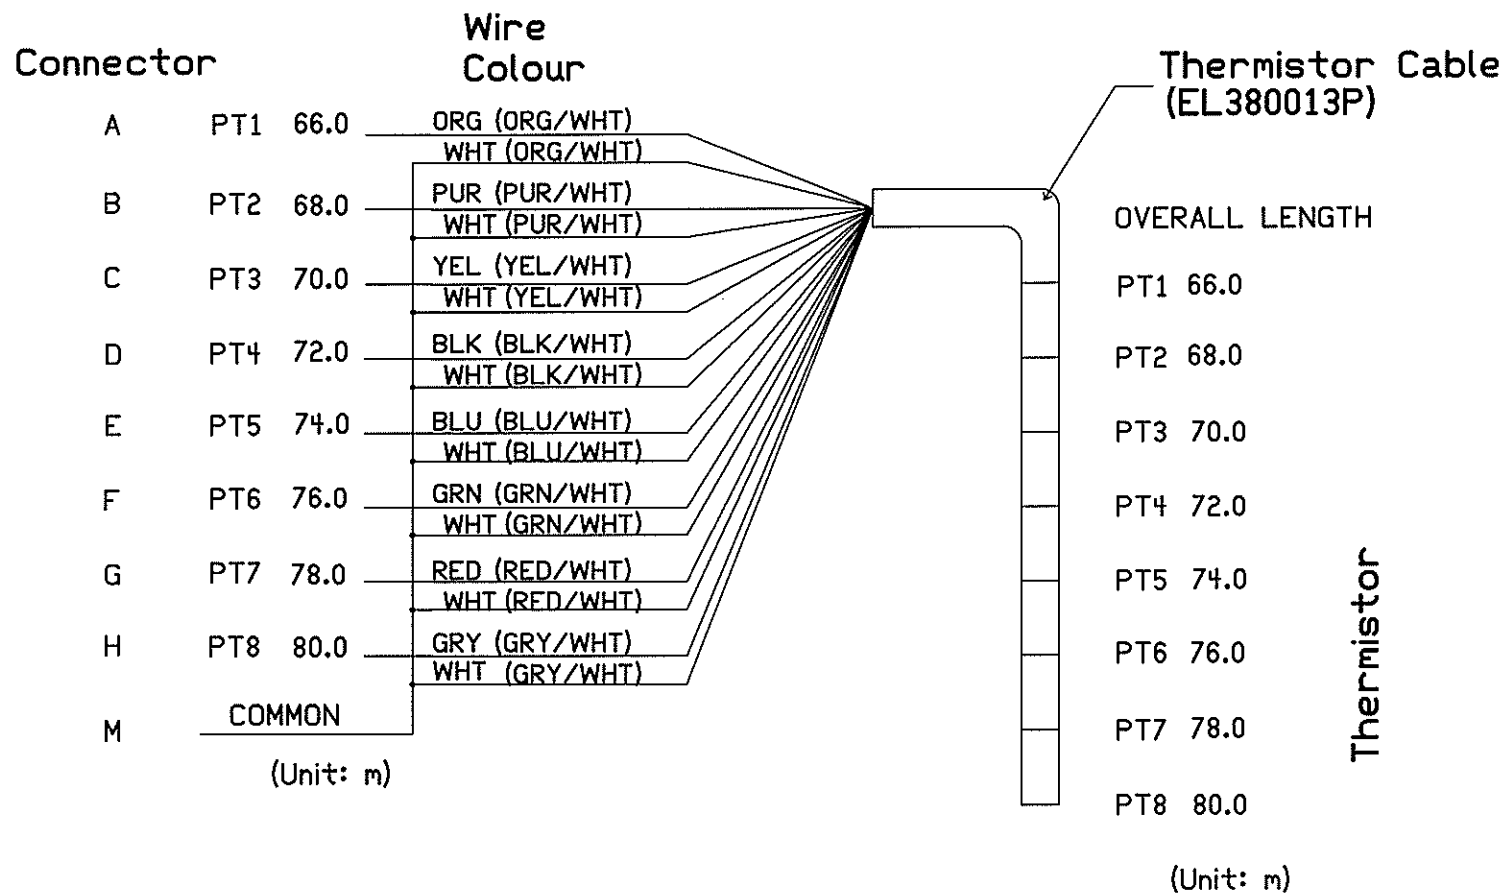 Wire
Colour
Connector
Thermistor Cable
(EL380013P)
A PT1 66.0 ORG (ORG/WHT)
WHT (ORG/WHT)
B PT2 68.0 PUR (PUR/WHT)
WHT (PUR/WHT)
C PT3 70.0 YEL (YEL/WHT)
WHT (YEL/WHT)
D PT4 72.0 BLK (BLK/WHT)
WHT (BLK/WHT)
E PT5 74.0 BLU (BLU/WHT)
WHT (BLU/WHT)
F PT6 76.0 GRN (GRN/WHT)
WHT (GRN/WHT)
G PT7 78.0 RED (RED/WHT)
WHT (RED/WHT)
H PT8 80.0 GRY (GRY/WHT)
WHT (GRY/WHT)
M COMMON
(Unit: m)
OVERALL LENGTH
PT1 66.0
PT2 68.0
PT3 70.0
PT4 72.0
PT5 74.0
PT6 76.0
PT7 78.0
PT8 80.0
Thermistor
(Unit: m)